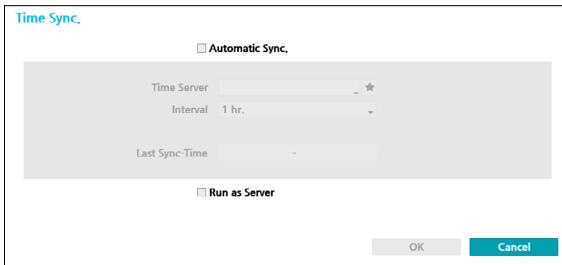 Time Sync.
Automatic Sync.
Time Server
Interval 1 hr.
Last Sync-Time -
Run as Server
OK Cancel